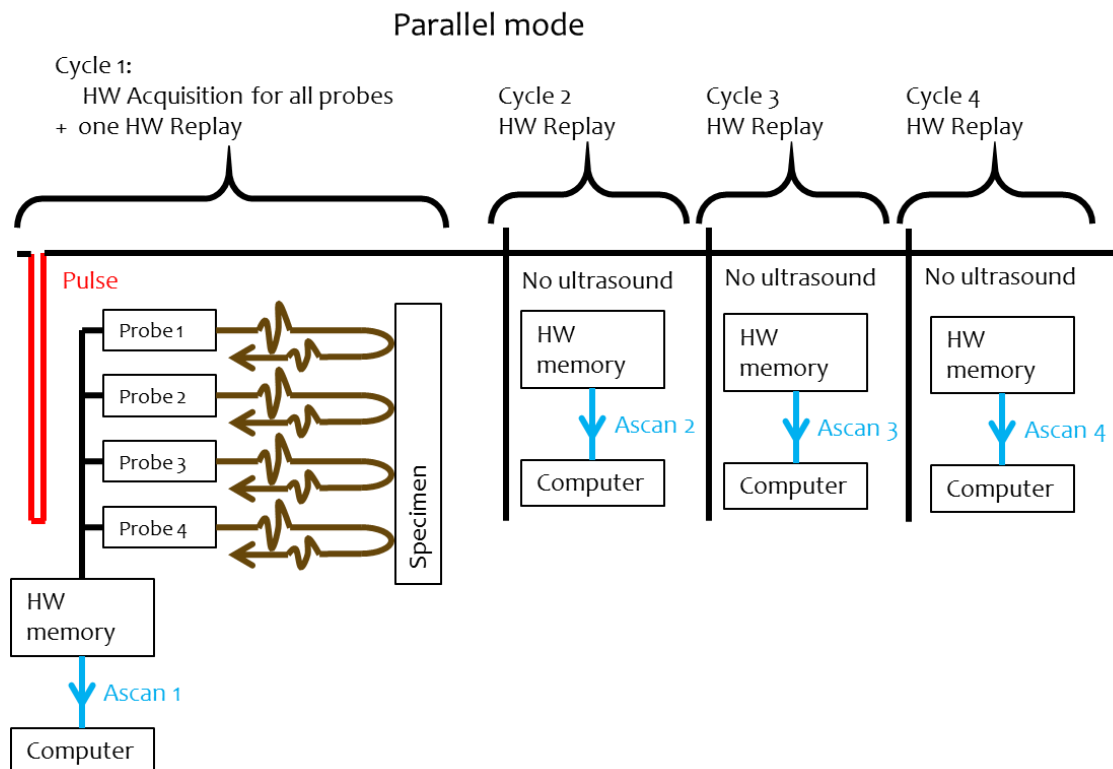 Parallel mode
Cycle 1:
HW Acquisition for all probes
+ one HW Replay
Cycle 2
HW Replay
Cycle 3
HW Replay
Cycle 4
HW Replay
Pulse
Probe 1
Probe 2
Probe 3
Probe 4
Specimen
HW
memory
Ascan 1
Computer
No ultrasound
HW
memory
Ascan 2
Computer
No ultrasound
HW
memory
Ascan 3
Computer
No ultrasound
HW
memory
Ascan 4
Computer